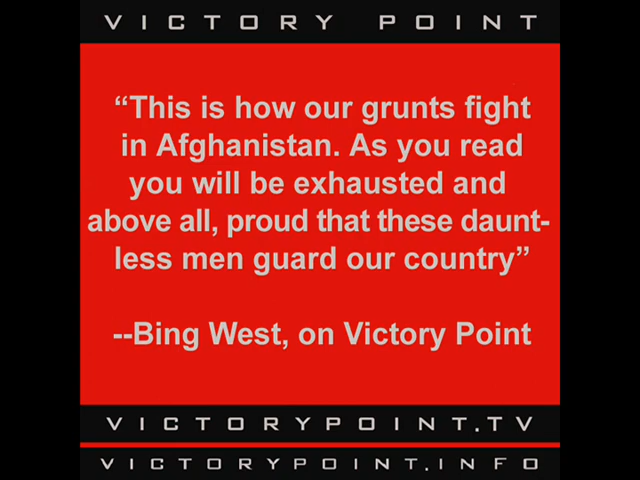 VICTORY POINT
“This is how our grunts fight
in Afghanistan. As you read
you will be exhausted and
above all, proud that these daunt-
less men guard our country”
--Bing West, on Victory Point
VICTORYPOINT.TV
VICTORYPOINT.INFO